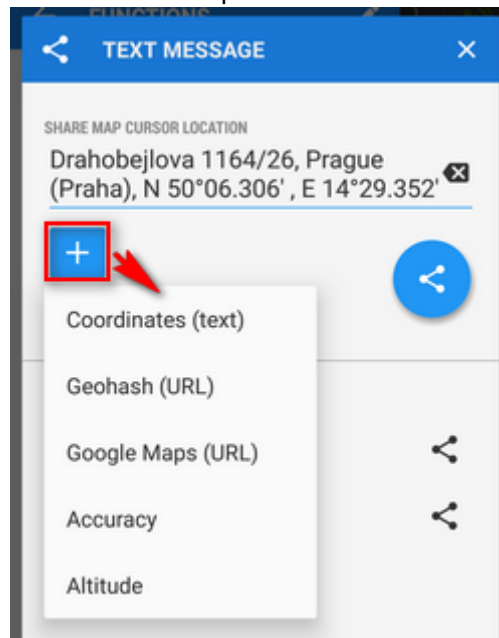 FUNCTIONS
TEXT MESSAGE
SHARE MAP CURSOR LOCATION
Drahobejlova 1164/26, Prague
(Praha), N 50°06.306' , E 14°29.352'
Coordinates (text)
Geohash (URL)
Google Maps (URL)
Accuracy
Altitude